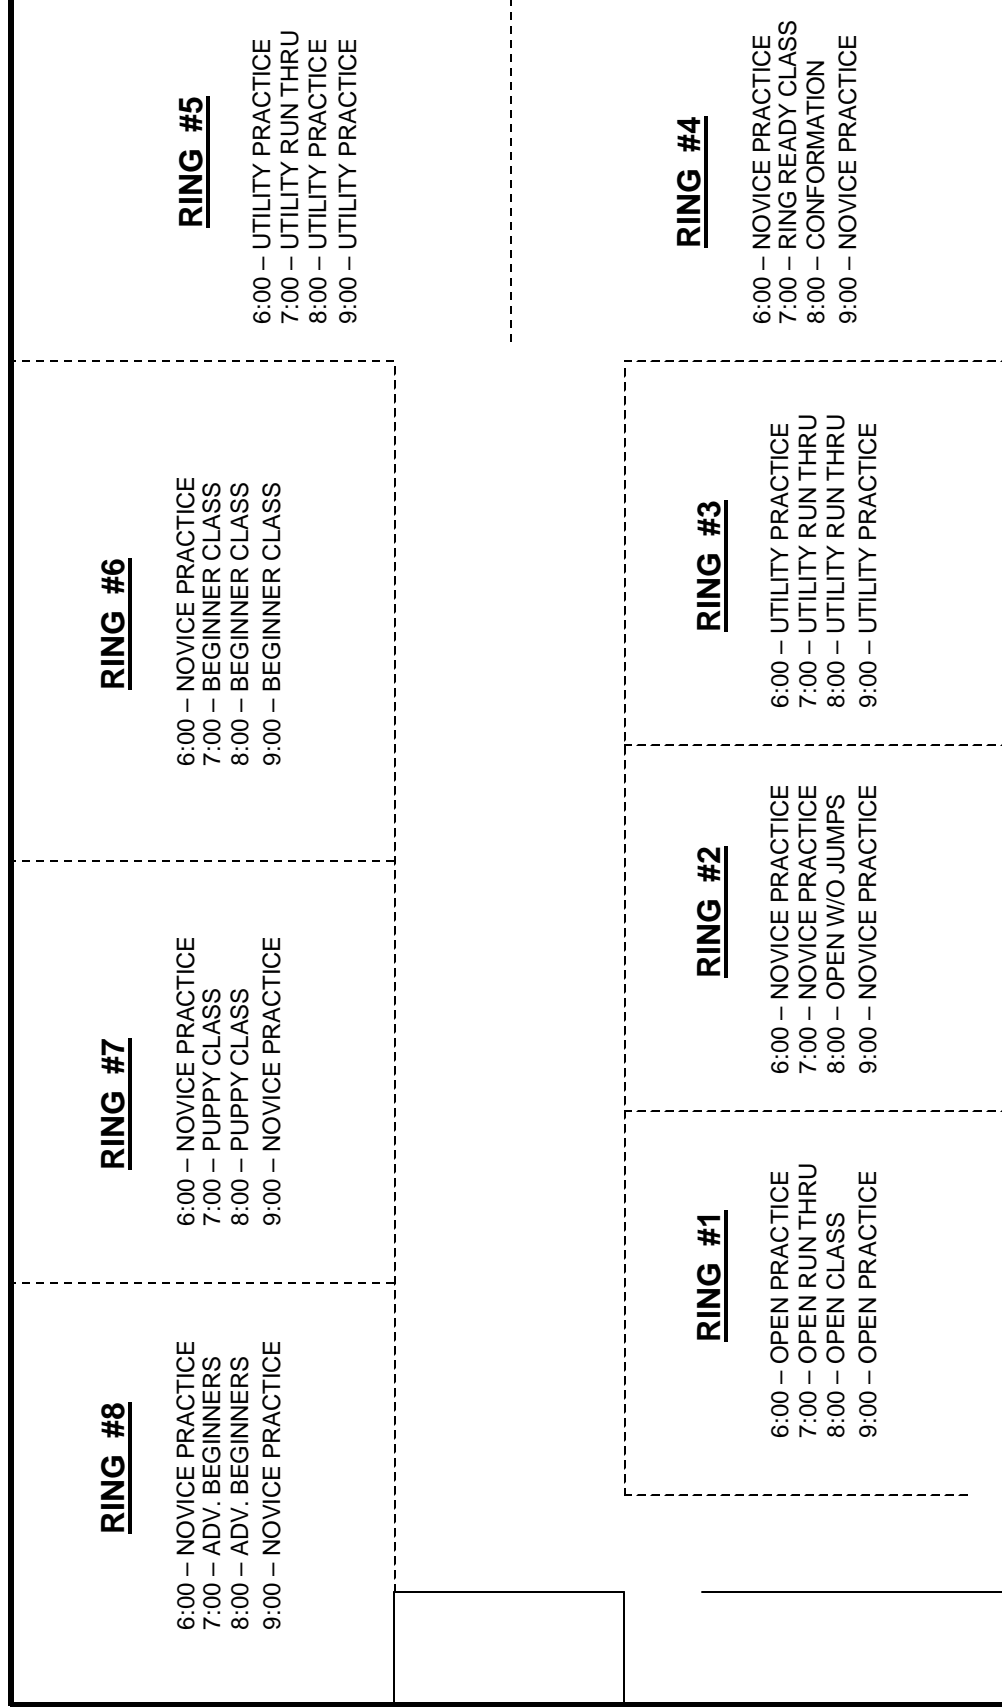 RING #8
6:00 – NOVICE PRACTICE
7:00 – ADV. BEGINNERS
8:00 – ADV. BEGINNERS
9:00 – NOVICE PRACTICE
RING #7
6:00 – NOVICE PRACTICE
7:00 – PUPPY CLASS
8:00 – PUPPY CLASS
9:00 – NOVICE PRACTICE
RING #6
6:00 – NOVICE PRACTICE
7:00 – BEGINNER CLASS
8:00 – BEGINNER CLASS
9:00 – BEGINNER CLASS
RING #5
6:00 – UTILITY PRACTICE
7:00 – UTILITY RUN THRU
8:00 – UTILITY PRACTICE
9:00 – UTILITY PRACTICE
RING #1
6:00 – OPEN PRACTICE
7:00 – OPEN RUN THRU
8:00 – OPEN CLASS
9:00 – OPEN PRACTICE
RING #2
6:00 – NOVICE PRACTICE
7:00 – NOVICE PRACTICE
8:00 – OPEN W/O JUMPS
9:00 – NOVICE PRACTICE
RING #3
6:00 – UTILITY PRACTICE
7:00 – UTILITY RUN THRU
8:00 – UTILITY RUN THRU
9:00 – UTILITY PRACTICE
RING #4
6:00 – NOVICE PRACTICE
7:00 – RING READY CLASS
8:00 – CONFORMATION
9:00 – NOVICE PRACTICE